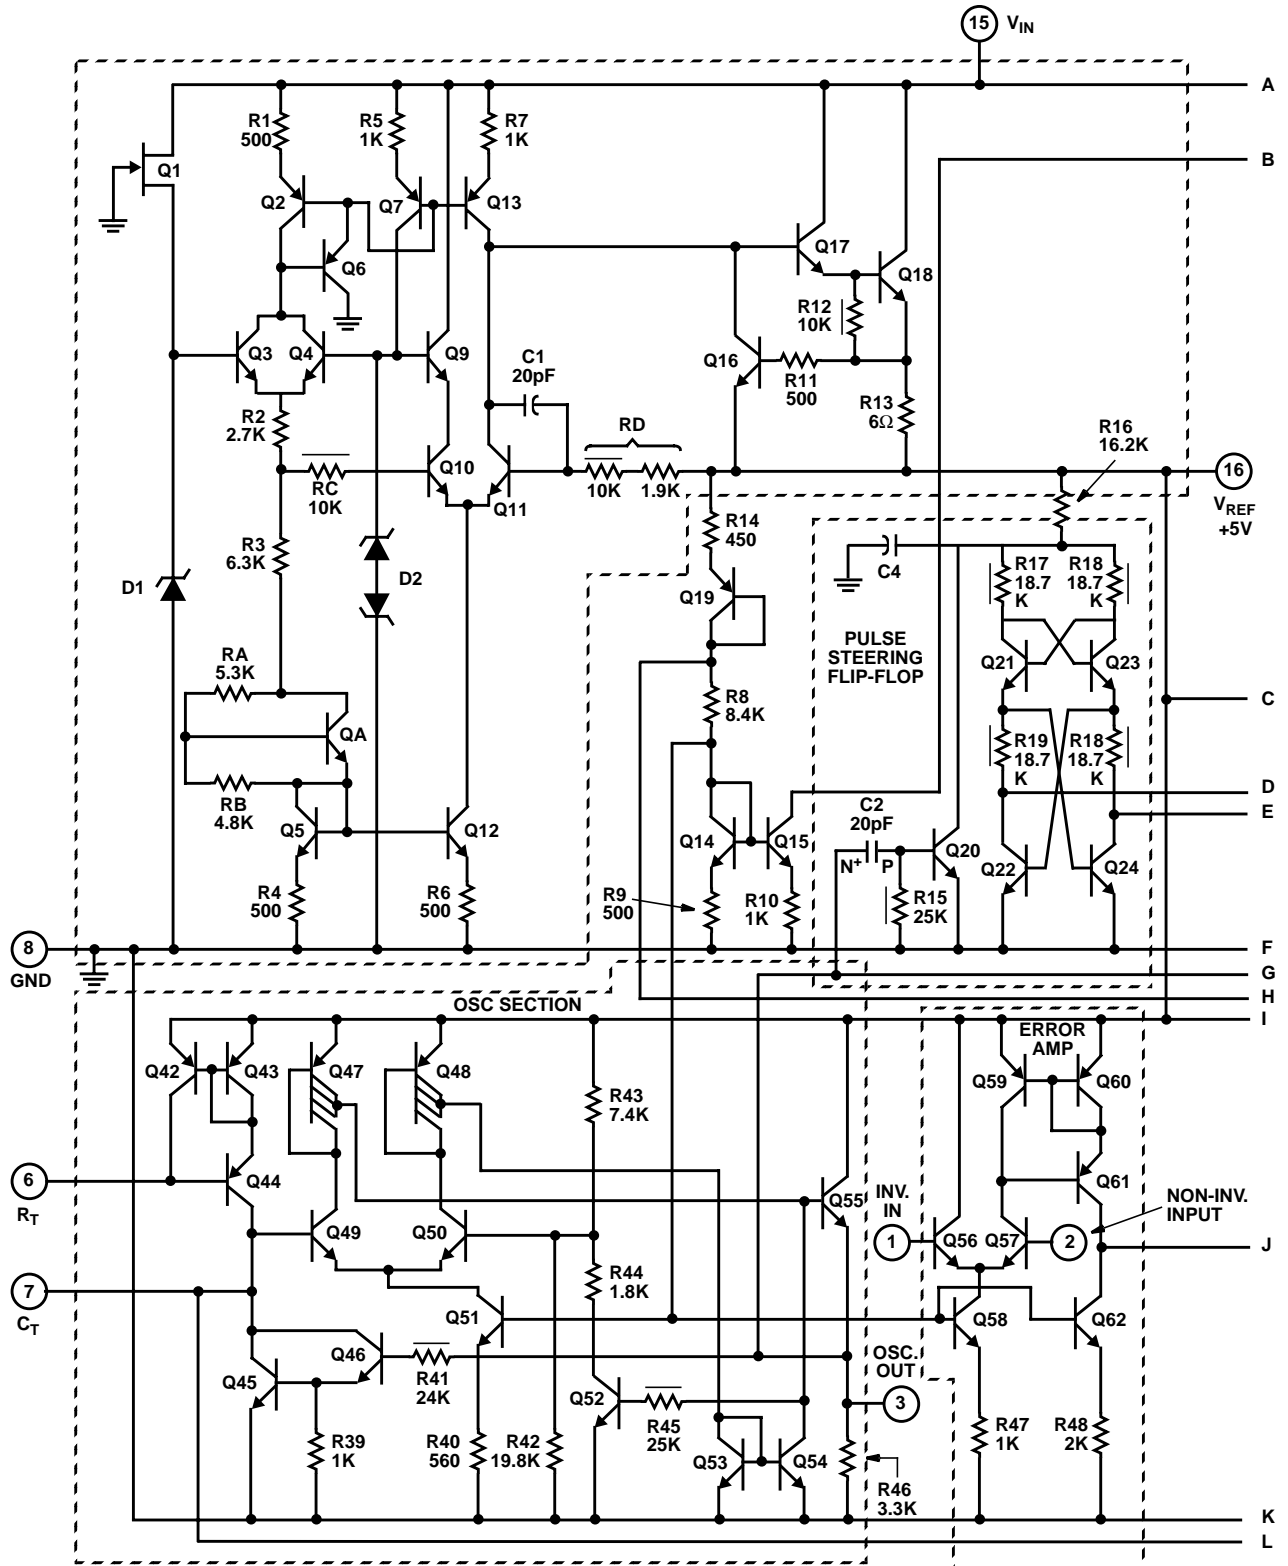 15
V_IN
A
R1
500
R5
1K
R7
1K
B
Q1
Q2
Q7
Q13
Q6
Q17
Q18
R12
10K
Q3
Q4
Q9
C1
20pF
Q16
R11
500
R13
6Ω
R2
2.7K
RD
R16
16.2K
RC
10K
Q10
Q11
10K
1.9K
16
V_REF
+5V
R14
450
R3
6.3K
C4
D1
D2
Q19
R17
18.7
K
R18
18.7
K
PULSE
STEERING
FLIP-FLOP
Q21
Q23
RA
5.3K
R8
8.4K
C
QA
R19
18.7
K
R18
18.7
K
RB
4.8K
D
E
C2
20pF
Q5
Q12
Q14
Q15
N+
P
Q20
Q22
Q24
R4
500
R6
500
R9
500
R10
1K
R15
25K
8
GND
F
G
H
OSC SECTION
I
ERROR
AMP
Q42
Q43
Q47
Q48
R43
7.4K
Q59
Q60
6
R_T
Q44
Q55
INV.
IN
Q61
NON-INV.
INPUT
Q49
Q50
1
Q56
Q57
2
J
7
C_T
R44
1.8K
Q51
Q58
Q62
Q46
R41
24K
OSC.
OUT
Q45
Q52
R45
25K
3
R39
1K
R40
560
R42
19.8K
Q53
Q54
R47
1K
R48
2K
R46
3.3K
K
L